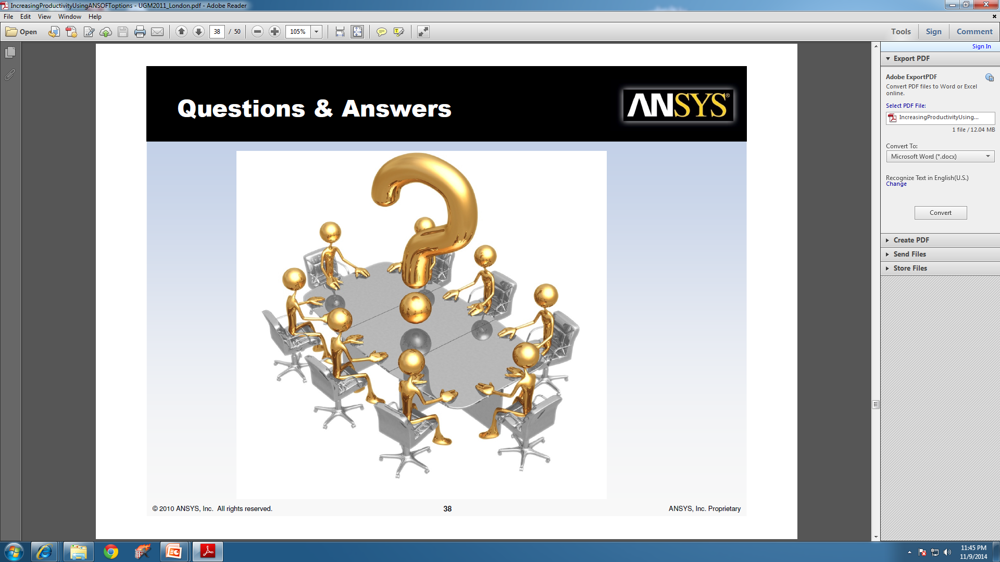 IncreasingProductivityUsingANSOFToptions - UGM2011_London.pdf - Adobe Reader
File Edit View Window Help
Open 38 / 50 105% Tools Sign Comment
Sign In
Export PDF
Adobe ExportPDF
Convert PDF files to Word or Excel
online.
Select PDF File:
IncreasingProductivityUsing...
1 file / 12.04 MB
Convert To:
Microsoft Word (*.docx)
Recognize Text in English(U.S.)
Change
Convert
Create PDF
Send Files
Store Files
Questions & Answers
ANSYS®
© 2010 ANSYS, Inc. All rights reserved. 38 ANSYS, Inc. Proprietary
11:45 PM
11/9/2014